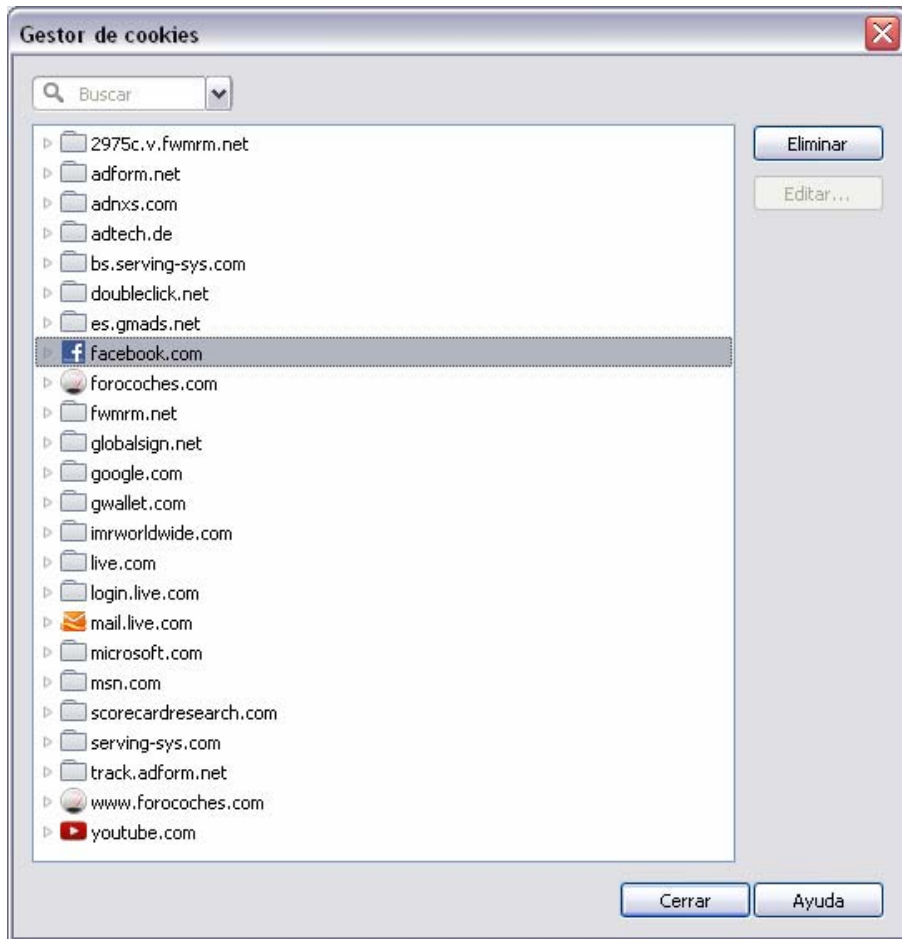 Gestor de cookies
Buscar
2975c.v.fwmrm.net
Eliminar
adform.net
Editar...
adnxs.com
adtech.de
bs.serving-sys.com
doubleclick.net
es.gmads.net
facebook.com
forocoches.com
fwmrm.net
globalsign.net
google.com
gwallet.com
imrworldwide.com
live.com
login.live.com
mail.live.com
microsoft.com
msn.com
scorecardresearch.com
serving-sys.com
track.adform.net
www.forocoches.com
youtube.com
Cerrar
Ayuda